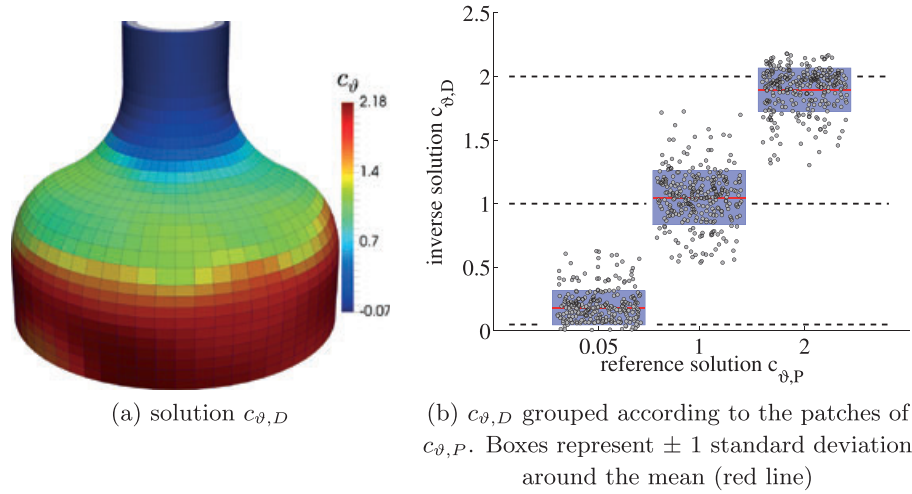 c_ϑ
2.18
1.4
0.7
-0.07
(a) solution c_ϑ,D
2.5
2
1.5
1
0.5
0
inverse solution c_ϑ,D
0.05 1 2
reference solution c_ϑ,P
(b) c_ϑ,D grouped according to the patches of
c_ϑ,P. Boxes represent ± 1 standard deviation
around the mean (red line)